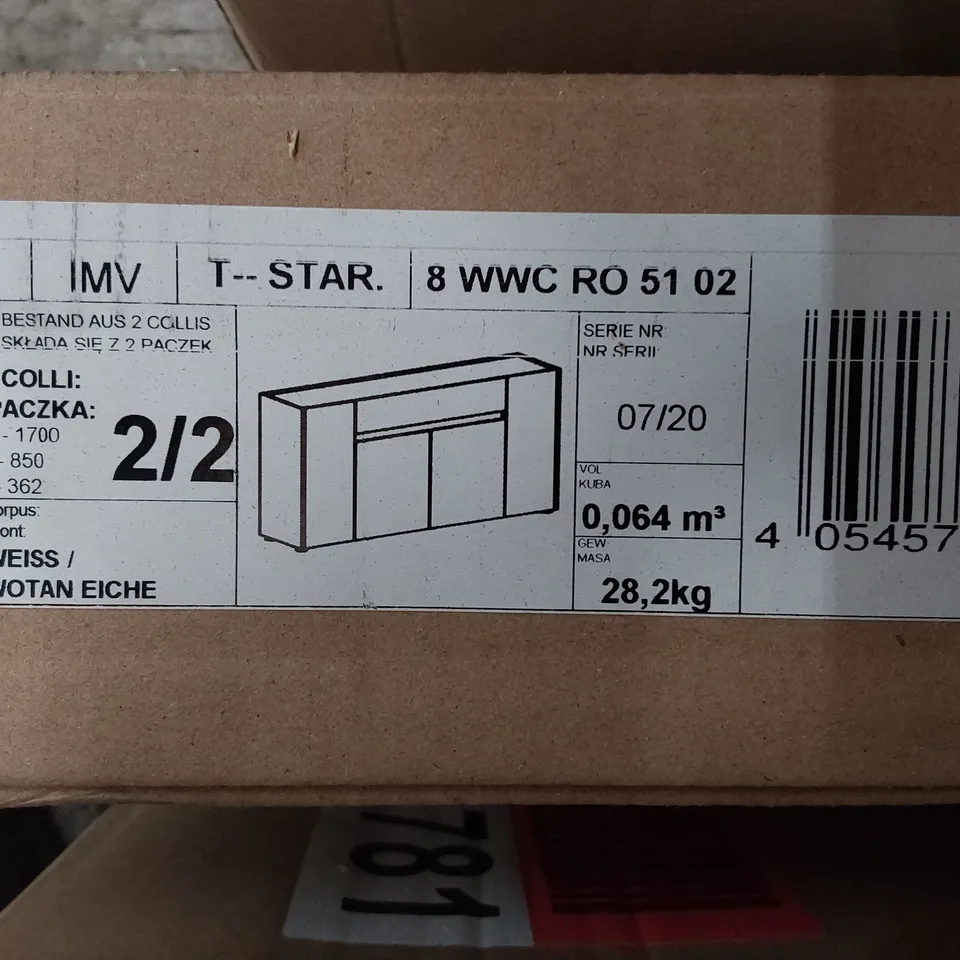 IMV
T-- STAR.
8 WWC RO 51 02
BESTAND AUS 2 COLLIS
SKŁADA SIĘ Z 2 PACZEK
COLLI:
PACZKA:
2/2
- 1700
- 850
362
orpus:
ont:
WEISS /
WOTAN EICHE
SERIE NR
NR SERII
07/20
VOL
KUBA
0,064 m³
GEW
MASA
28,2kg
4 05457
781